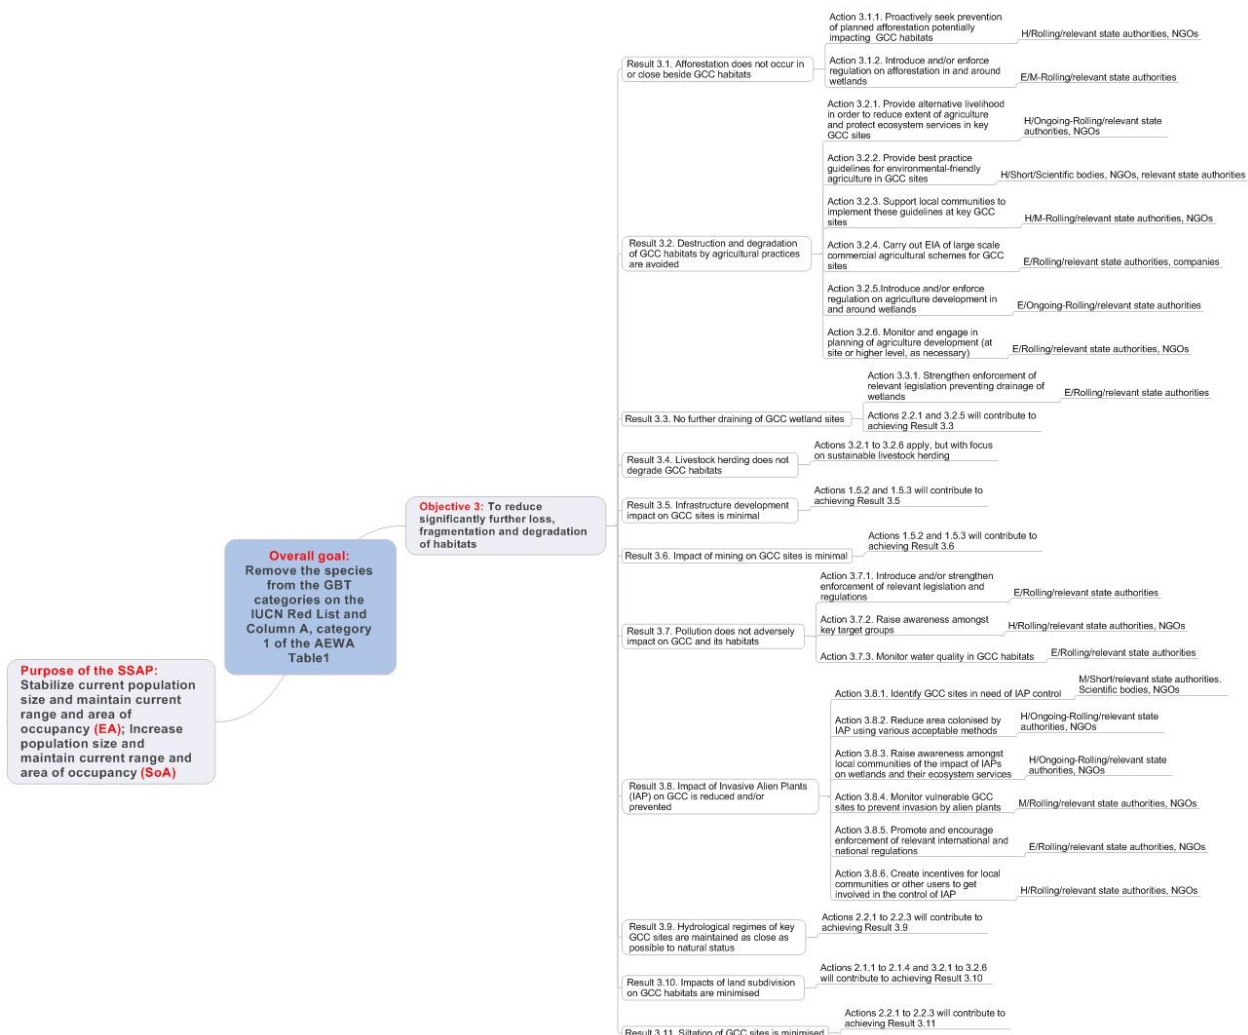 Purpose of the SSAP:
Stabilize current population
size and maintain current
range and area of
occupancy (EA); Increase
population size and
maintain current range and
area of occupancy (SoA)
Overall goal:
Remove the species
from the GBT
categories on the
IUCN Red List and
Column A, category
1 of the AEWA
Table1
Objective 3: To reduce
significantly further loss,
fragmentation and degradation
of habitats
Result 3.1. Afforestation does not occur in
or close beside GCC habitats
Action 3.1.1. Proactively seek prevention
of planned afforestation potentially
impacting GCC habitats
H/Rolling/relevant state authorities, NGOs
Action 3.1.2. Introduce and/or enforce
regulation on afforestation in and around
wetlands
E/M-Rolling/relevant state authorities
Result 3.2. Destruction and degradation
of GCC habitats by agricultural practices
are avoided
Action 3.2.1. Provide alternative livelihood
in order to reduce extent of agriculture
and protect ecosystem services in key
GCC sites
H/Ongoing-Rolling/relevant state
authorities, NGOs
Action 3.2.2. Provide best practice
guidelines for environmental-friendly
agriculture in GCC sites
H/Short/Scientific bodies, NGOs, relevant state authorities
Action 3.2.3. Support local communities to
implement these guidelines at key GCC
sites
H/M-Rolling/relevant state authorities, NGOs
Action 3.2.4. Carry out EIA of large scale
commercial agricultural schemes for GCC
sites
E/Rolling/relevant state authorities, companies
Action 3.2.5.Introduce and/or enforce
regulation on agriculture development in
and around wetlands
E/Ongoing-Rolling/relevant state authorities
Action 3.2.6. Monitor and engage in
planning of agriculture development (at
site or higher level, as necessary)
E/Rolling/relevant state authorities, NGOs
Result 3.3. No further draining of GCC wetland sites
Action 3.3.1. Strengthen enforcement of
relevant legislation preventing drainage of
wetlands
E/Rolling/relevant state authorities
Actions 2.2.1 and 3.2.5 will contribute to
achieving Result 3.3
Result 3.4. Livestock herding does not
degrade GCC habitats
Actions 3.2.1 to 3.2.6 apply, but with focus
on sustainable livestock herding
Result 3.5. Infrastructure development
impact on GCC sites is minimal
Actions 1.5.2 and 1.5.3 will contribute to
achieving Result 3.5
Result 3.6. Impact of mining on GCC sites is minimal
Actions 1.5.2 and 1.5.3 will contribute to
achieving Result 3.6
Result 3.7. Pollution does not adversely
impact on GCC and its habitats
Action 3.7.1. Introduce and/or strengthen
enforcement of relevant legislation and
regulations
E/Rolling/relevant state authorities
Action 3.7.2. Raise awareness amongst
key target groups
H/Rolling/relevant state authorities, NGOs
Action 3.7.3. Monitor water quality in GCC habitats
E/Rolling/relevant state authorities
Result 3.8. Impact of Invasive Alien Plants
(IAP) on GCC is reduced and/or
prevented
Action 3.8.1. Identify GCC sites in need of IAP control
M/Short/relevant state authorities.
Scientific bodies, NGOs
Action 3.8.2. Reduce area colonised by
IAP using various acceptable methods
H/Ongoing-Rolling/relevant state
authorities, NGOs
Action 3.8.3. Raise awareness amongst
local communities of the impact of IAPs
on wetlands and their ecosystem services
H/Ongoing-Rolling/relevant state
authorities, NGOs
Action 3.8.4. Monitor vulnerable GCC
sites to prevent invasion by alien plants
M/Rolling/relevant state authorities, NGOs
Action 3.8.5. Promote and encourage
enforcement of relevant international and
national regulations
E/Rolling/relevant state authorities, NGOs
Action 3.8.6. Create incentives for local
communities or other users to get
involved in the control of IAP
H/Rolling/relevant state authorities, NGOs
Result 3.9. Hydrological regimes of key
GCC sites are maintained as close as
possible to natural status
Actions 2.2.1 to 2.2.3 will contribute to
achieving Result 3.9
Result 3.10. Impacts of land subdivision
on GCC habitats are minimised
Actions 2.1.1 to 2.1.4 and 3.2.1 to 3.2.6
will contribute to achieving Result 3.10
Result 3.11. Siltation of GCC sites is minimised
Actions 2.2.1 to 2.2.3 will contribute to
achieving Result 3.11